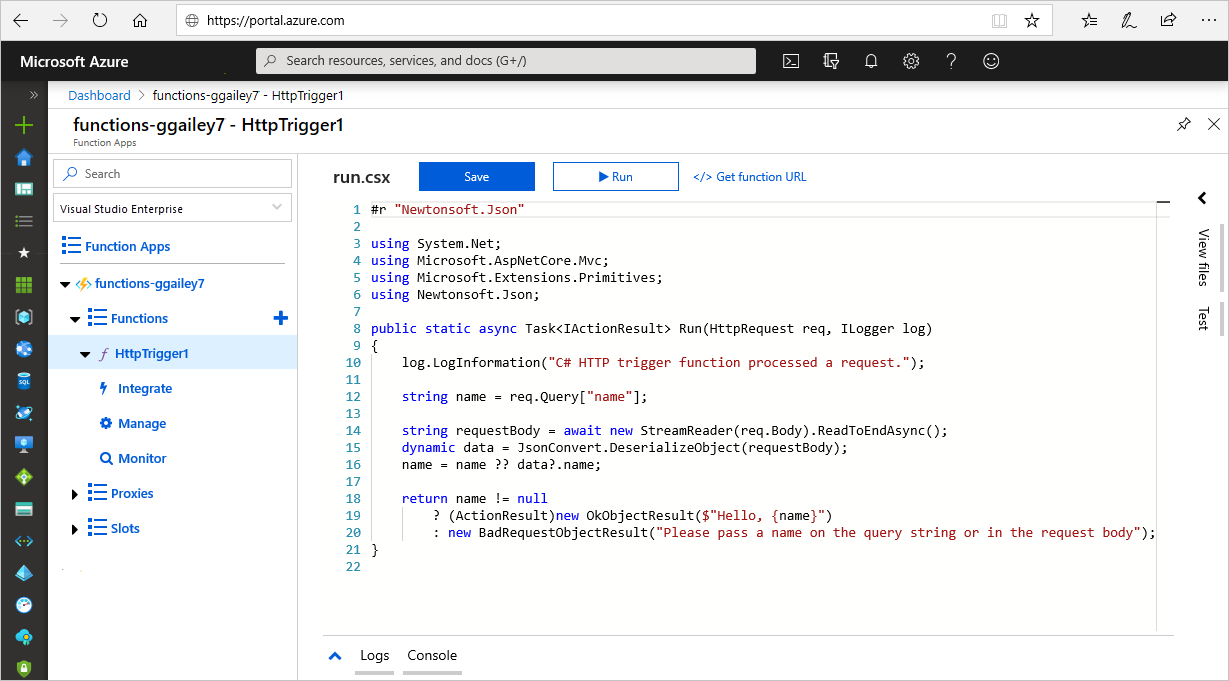 https://portal.azure.com
Microsoft Azure
Search resources, services, and docs (G+/)
Dashboard > functions-ggailey7 - HttpTrigger1
functions-ggailey7 - HttpTrigger1
Function Apps
Search
Visual Studio Enterprise
Function Apps
functions-ggailey7
Functions
HttpTrigger1
Integrate
Manage
Monitor
Proxies
Slots
run.csx
Save
Run
</> Get function URL
1 #r "Newtonsoft.Json"
2
3 using System.Net;
4 using Microsoft.AspNetCore.Mvc;
5 using Microsoft.Extensions.Primitives;
6 using Newtonsoft.Json;
7
8 public static async Task<IActionResult> Run(HttpRequest req, ILogger log)
9 {
10     log.LogInformation("C# HTTP trigger function processed a request.");
11
12     string name = req.Query["name"];
13
14     string requestBody = await new StreamReader(req.Body).ReadToEndAsync();
15     dynamic data = JsonConvert.DeserializeObject(requestBody);
16     name = name ?? data?.name;
17
18     return name != null
19         ? (ActionResult)new OkObjectResult($"Hello, {name}")
20         : new BadRequestObjectResult("Please pass a name on the query string or in the request body");
21 }
22
View files
Test
Logs
Console
SQL